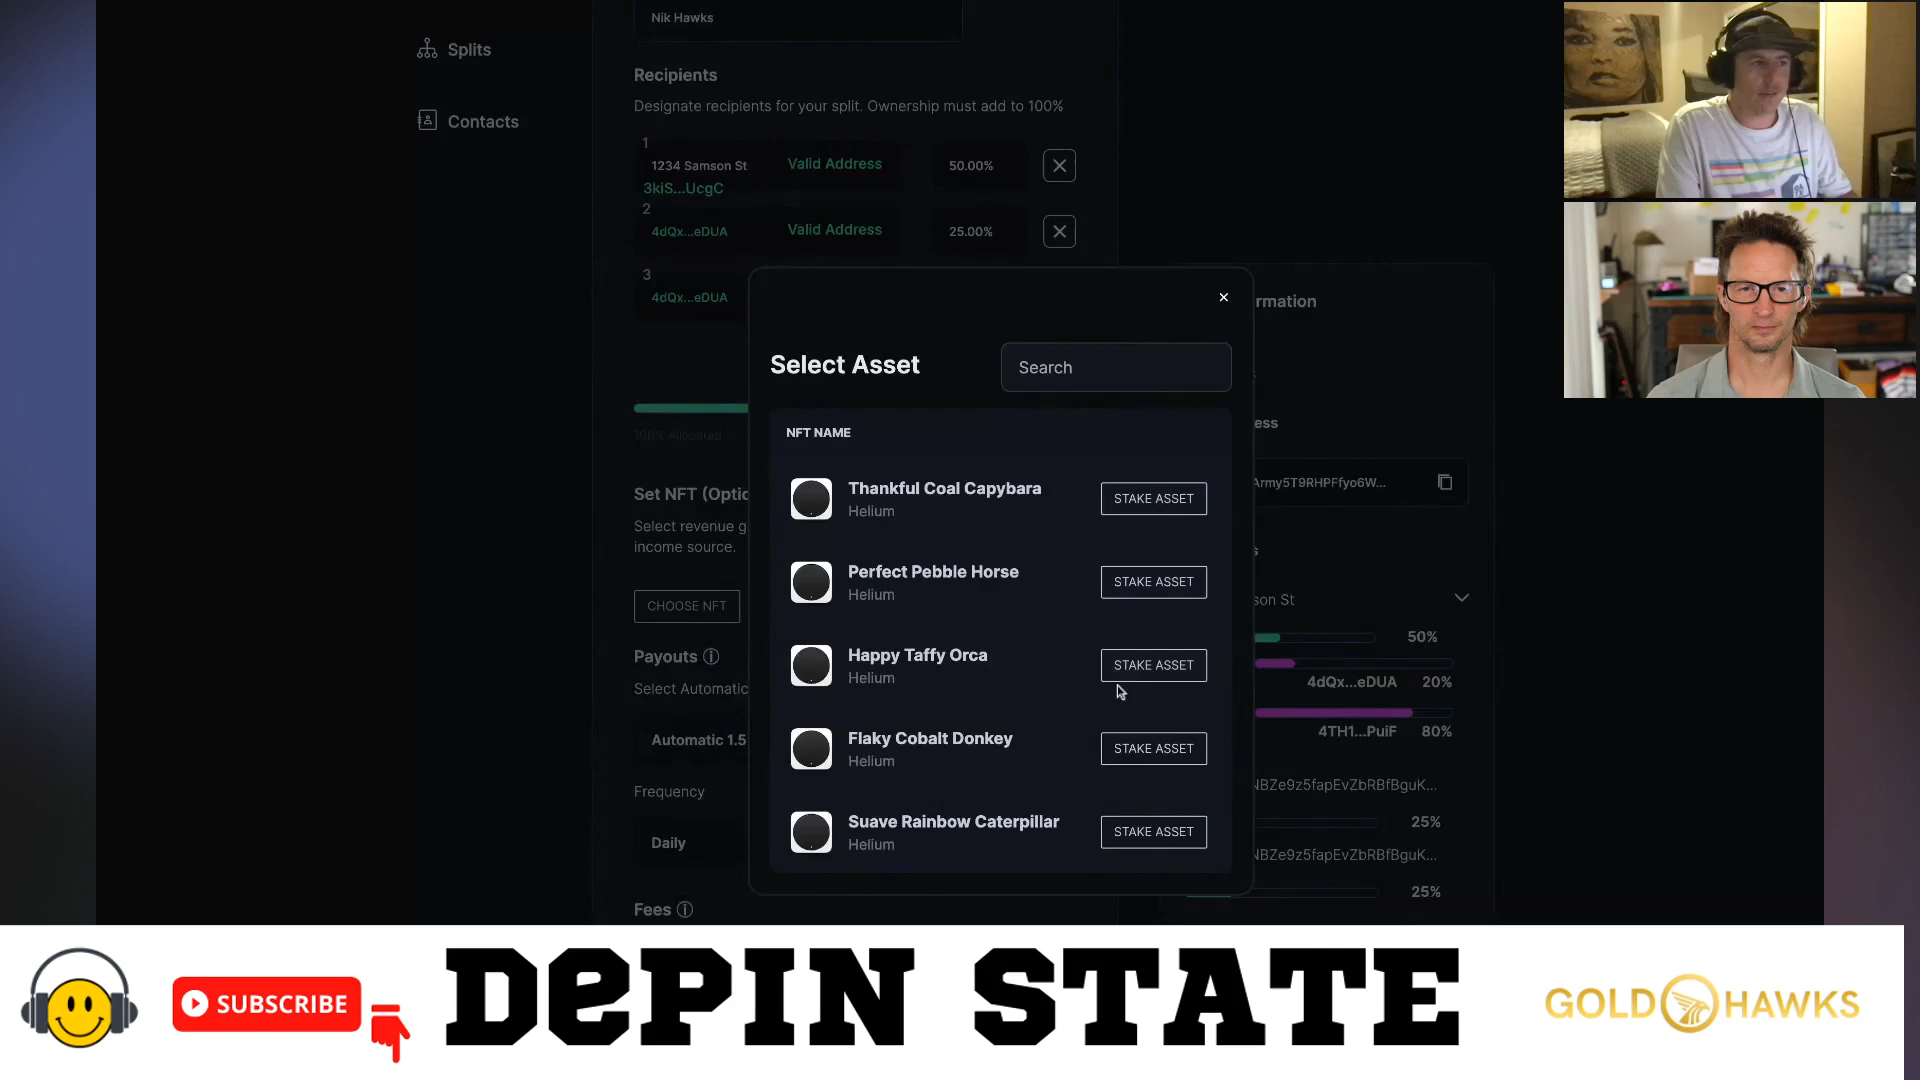 Nik Hawks
Splits
Contacts
Recipients
Designate recipients for your split. Ownership must add to 100%
1
1234 Samson St Valid Address 50.00%
3kiS...UcgC
2
4dQx...eDUA Valid Address 25.00%
3
4dQx...eDUA
100% Allocated
Set NFT (Optio
Select revenue g
income source.
CHOOSE NFT
Payouts
Select Automatic
Automatic 1.5
Frequency
Daily
Fees
Select Asset
Search
NFT NAME
Thankful Coal Capybara
Helium
STAKE ASSET
Perfect Pebble Horse
Helium
STAKE ASSET
Happy Taffy Orca
Helium
STAKE ASSET
Flaky Cobalt Donkey
Helium
STAKE ASSET
Suave Rainbow Caterpillar
Helium
STAKE ASSET
rmation
ess
Army5T9RHPFfyo6W...
s
son St
50%
4dQx...eDUA 20%
4TH1...PuiF 80%
NBZe9z5fapEvZbRBfBguK...
25%
NBZe9z5fapEvZbRBfBguK...
25%
SUBSCRIBE
DePIN STATE
GOLD HAWKS